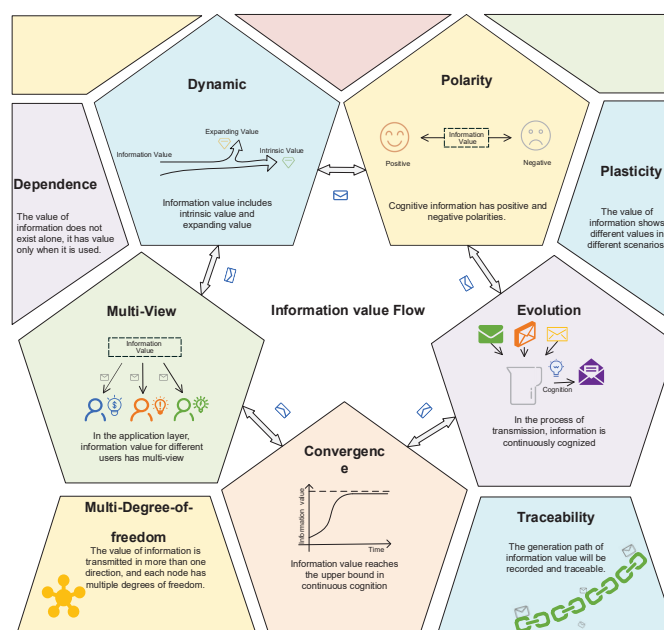 Dynamic
Expanding Value
Information Value
Intrinsic Value
Information value includes
intrinsic value and
expanding value
Polarity
Information
Value
Positive
Negative
Cognitive information has positive and
negative polarities.
Dependence
The value of
information does not
exist alone, it has value
only when it is used.
Plasticity
The value of
information shows
different values in
different scenarios.
Information value Flow
Multi-View
Information
Value
In the application layer,
information value for different
users has multi-view
Evolution
Cognition
In the process of
transmission, information is
continuously cognized
Convergenc
e
Information value
Time
Information value reaches
the upper bound in
continuous cognition
Multi-Degree-of-
freedom
The value of information is
transmitted in more than one
direction, and each node has
multiple degrees of freedom.
Traceability
The generation path of
information value will be
recorded and traceable.